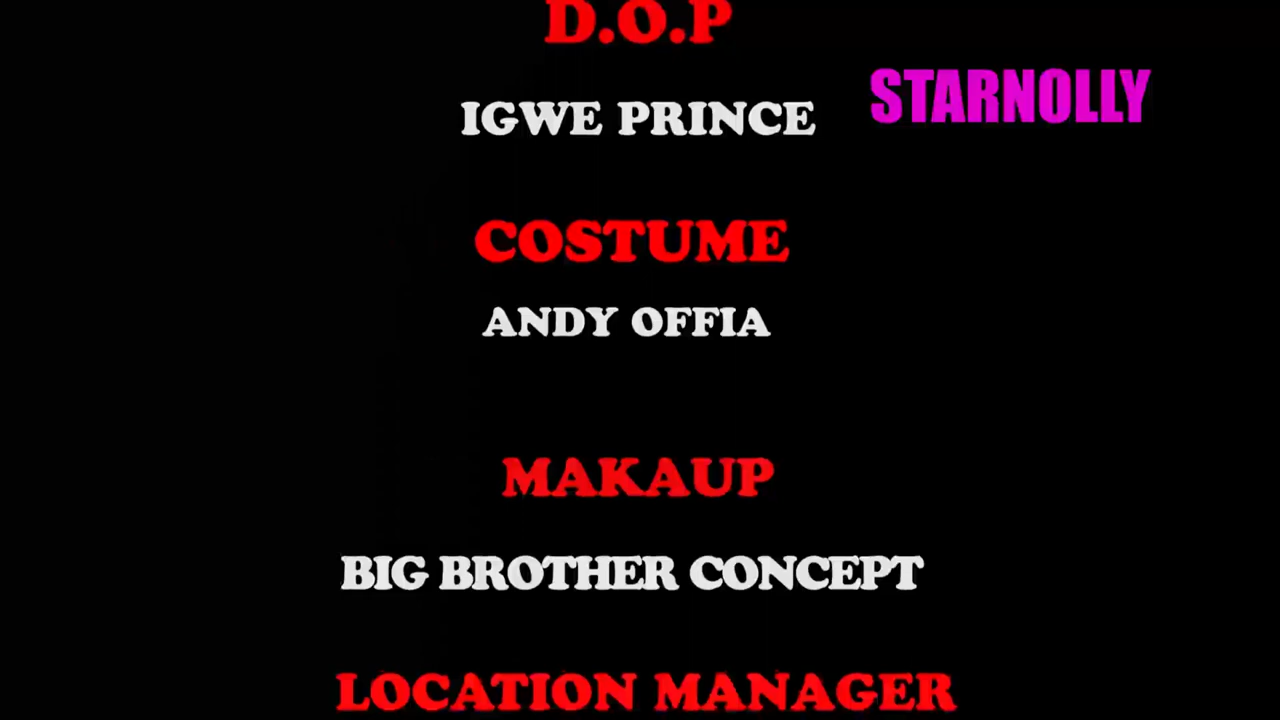 D.O.P
STARNOLLY
IGWE PRINCE
COSTUME
ANDY OFFIA
MAKAUP
BIG BROTHER CONCEPT
LOCATION MANAGER